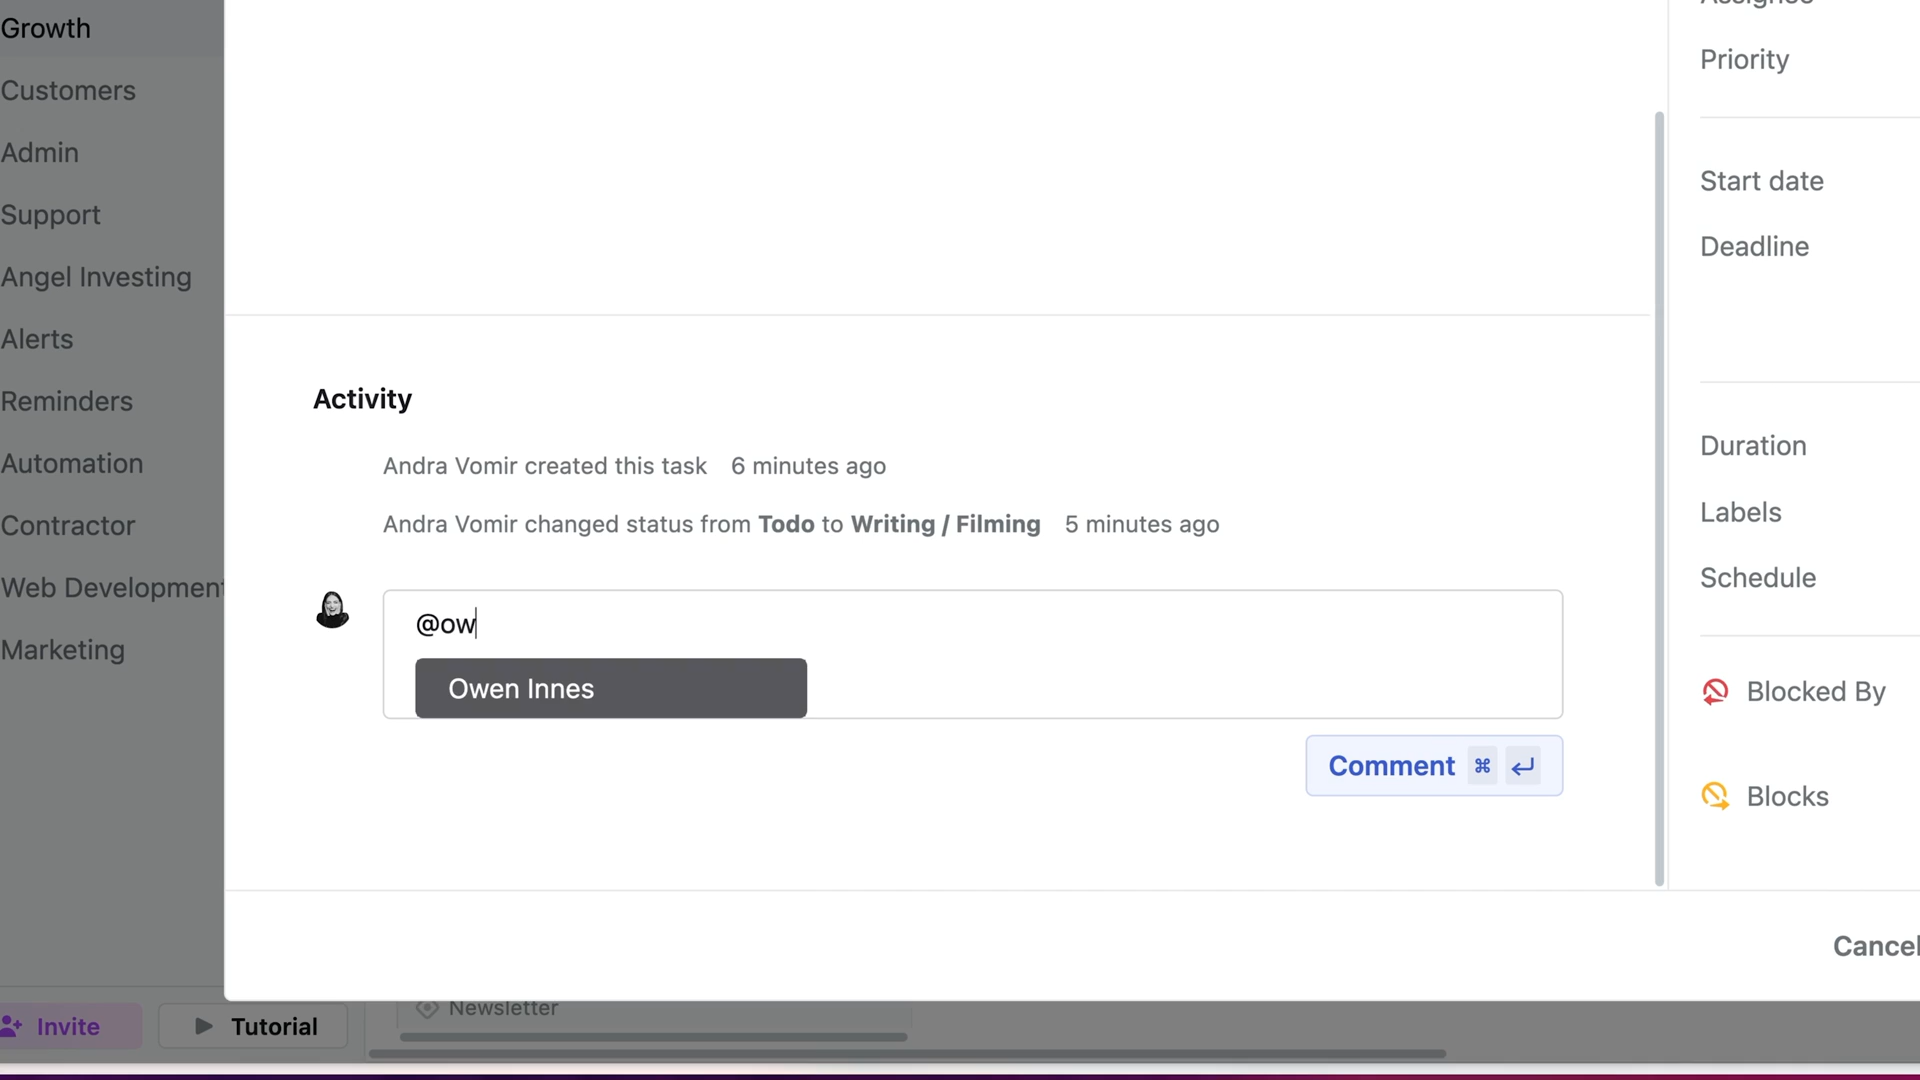 Growth
Customers
Admin
Support
Angel Investing
Alerts
Reminders
Automation
Contractor
Web Development
Marketing
Invite
Tutorial
Activity
Andra Vomir created this task 6 minutes ago
Andra Vomir changed status from Todo to Writing / Filming 5 minutes ago
@ow
Owen Innes
Comment ⌘ ↵
Newsletter
Assignee
Priority
Start date
Deadline
Duration
Labels
Schedule
Blocked By
Blocks
Cancel